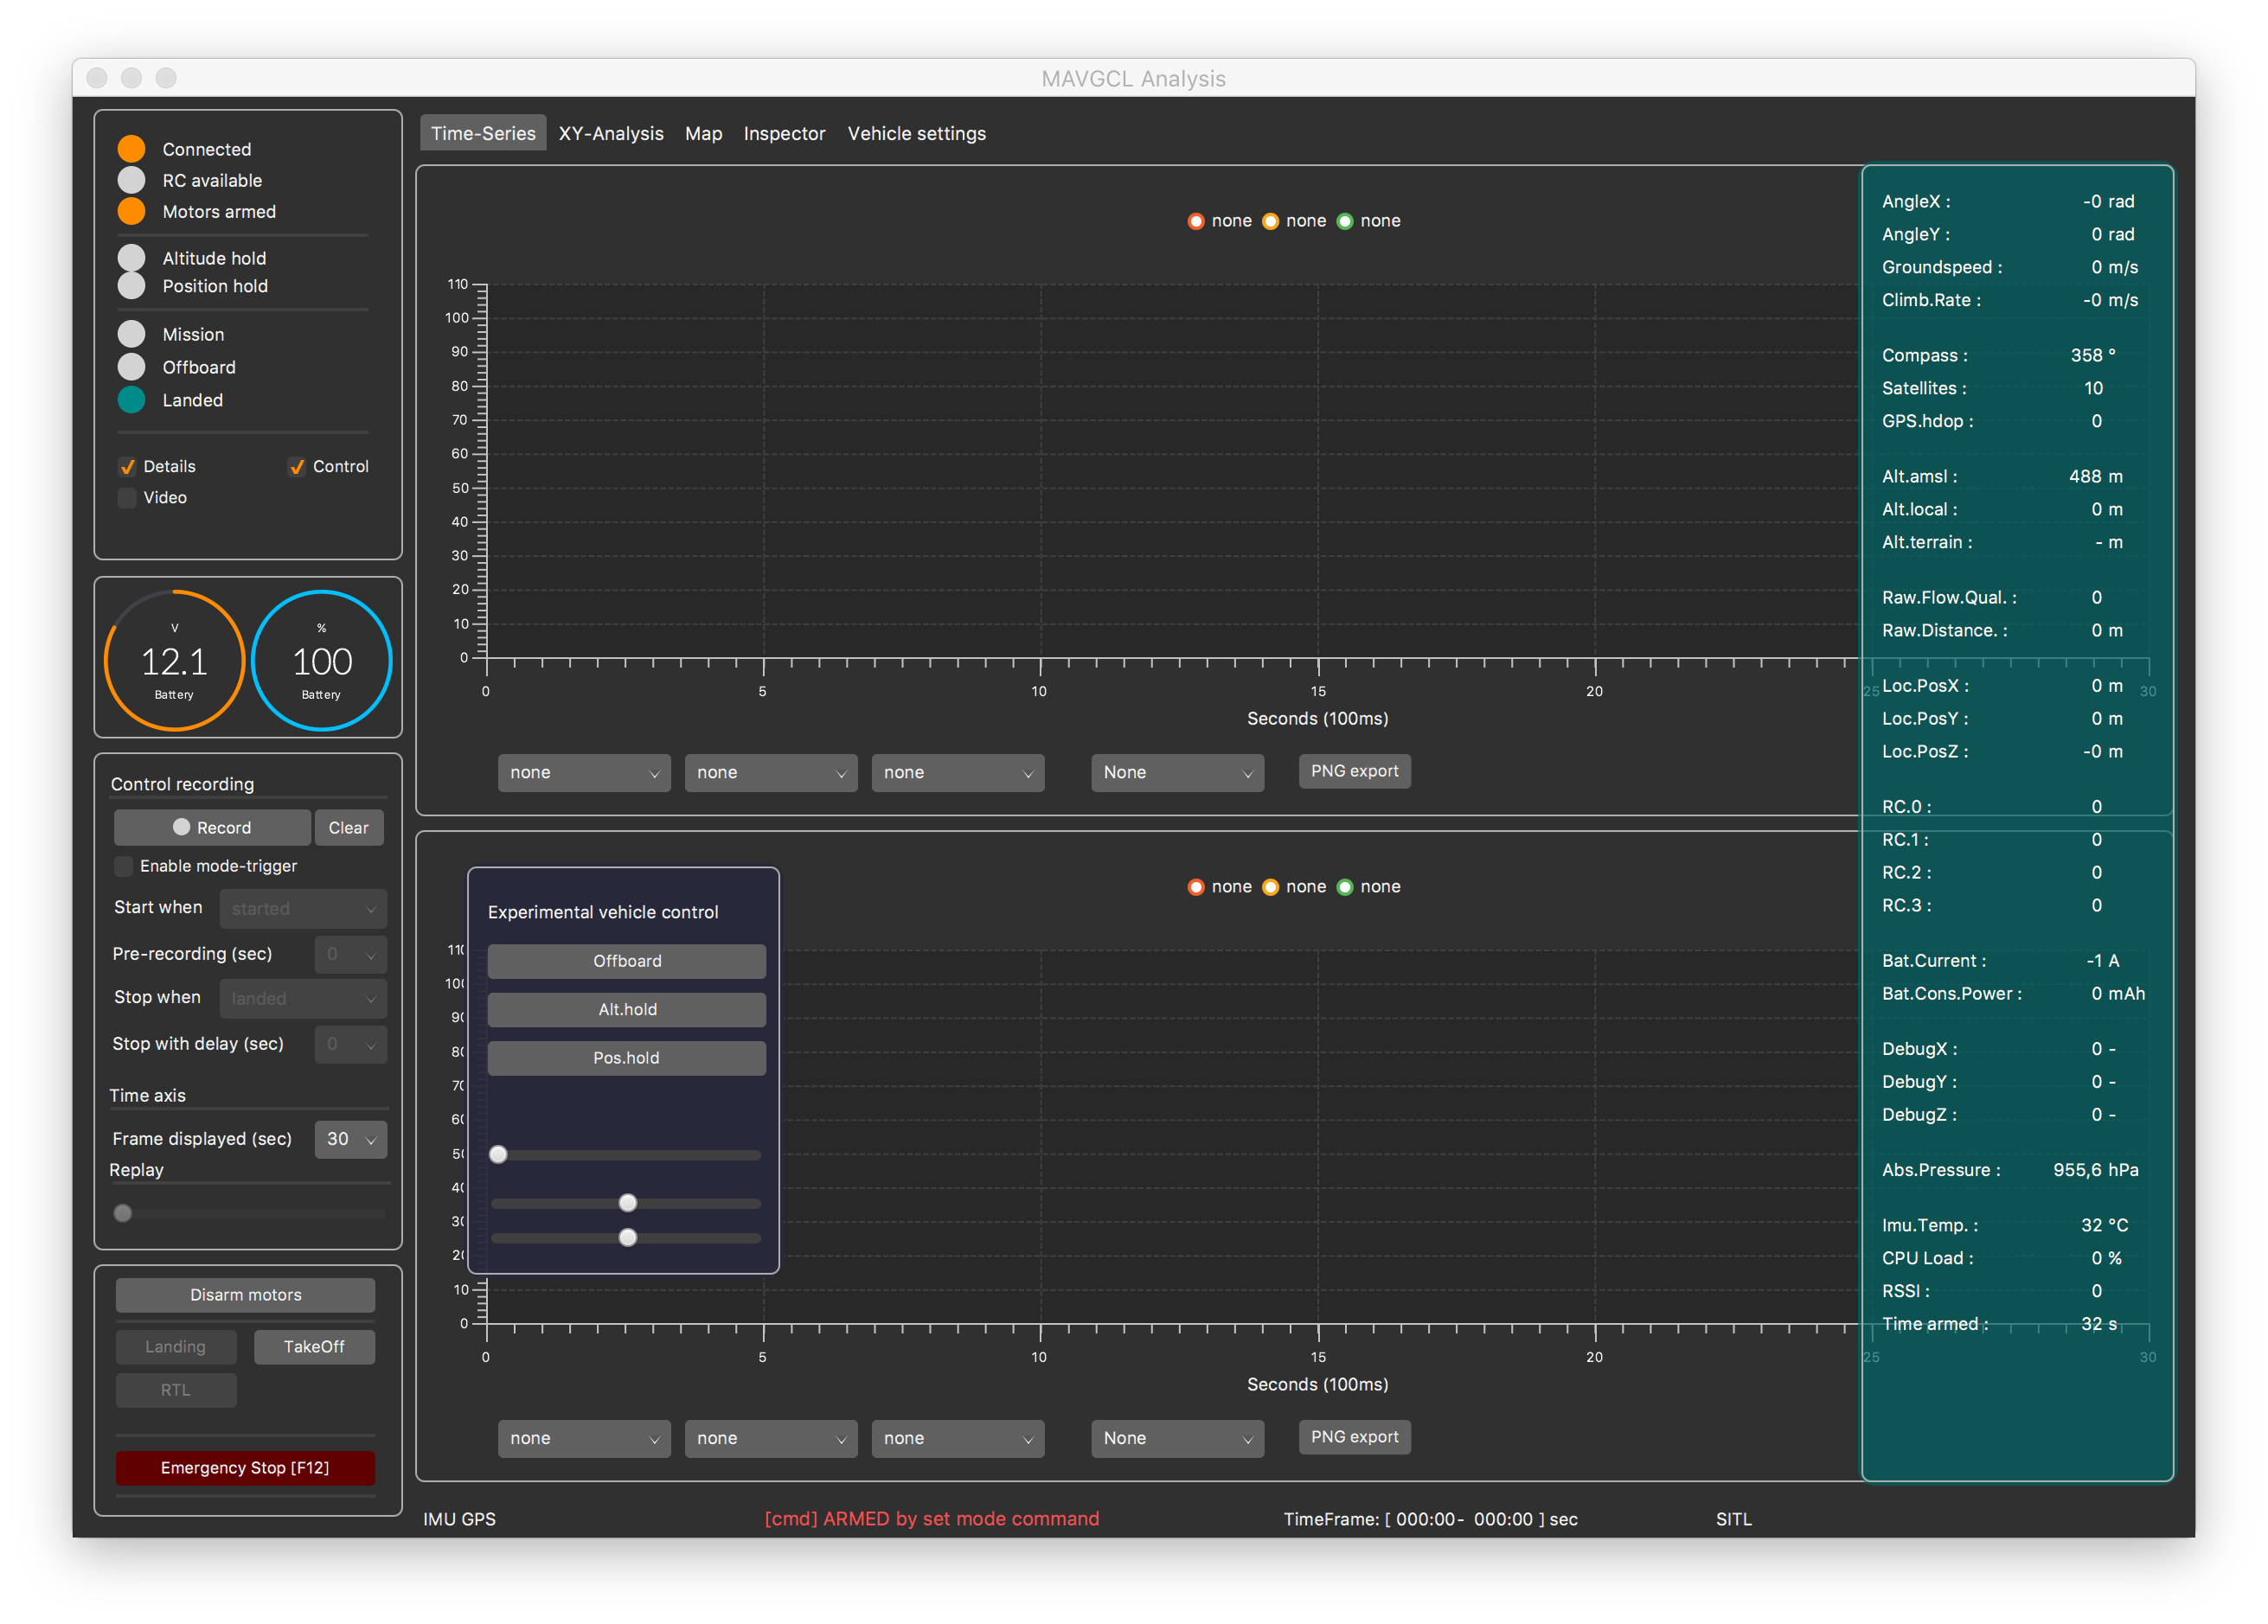 MAVGCL Analysis
Connected
RC available
Motors armed
Altitude hold
Position hold
Mission
Offboard
Landed
Details Control
Video
V
12.1
Battery
%
100
Battery
Control recording
Record Clear
Enable mode-trigger
Start when started
Pre-recording (sec) 0
Stop when landed
Stop with delay (sec) 0
Time axis
Frame displayed (sec) 30
Replay
Disarm motors
Landing TakeOff
RTL
Emergency Stop [F12]
Time-Series XY-Analysis Map Inspector Vehicle settings
none none none
110
100
90
80
70
60
50
40
30
20
10
0
0 5 10 15 20 25 30
Seconds (100ms)
none none none None PNG export
none none none
Experimental vehicle control
Offboard
Alt.hold
Pos.hold
10
0
0 5 10 15 20 25 30
Seconds (100ms)
none none none None PNG export
AngleX : -0 rad
AngleY : 0 rad
Groundspeed : 0 m/s
Climb.Rate : -0 m/s
Compass : 358 °
Satellites : 10
GPS.hdop : 0
Alt.amsl : 488 m
Alt.local : 0 m
Alt.terrain : - m
Raw.Flow.Qual. : 0
Raw.Distance. : 0 m
Loc.PosX : 0 m
Loc.PosY : 0 m
Loc.PosZ : -0 m
RC.0 : 0
RC.1 : 0
RC.2 : 0
RC.3 : 0
Bat.Current : -1 A
Bat.Cons.Power : 0 mAh
DebugX : 0 -
DebugY : 0 -
DebugZ : 0 -
Abs.Pressure : 955,6 hPa
Imu.Temp. : 32 °C
CPU Load : 0 %
RSSI : 0
Time armed : 32 s
IMU GPS [cmd] ARMED by set mode command TimeFrame: [ 000:00- 000:00 ] sec SITL